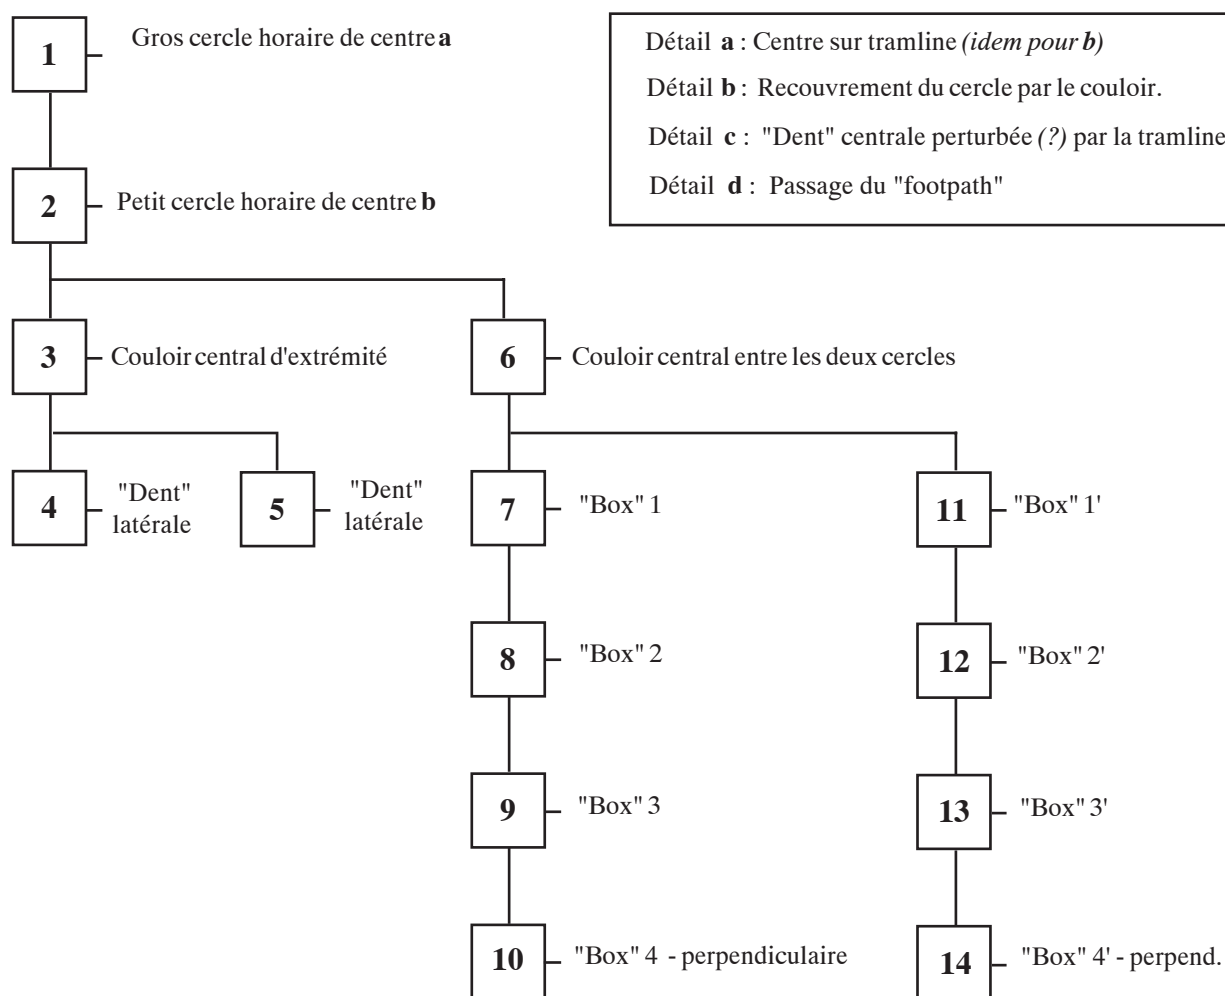 1 Gros cercle horaire de centre a
Détail a : Centre sur tramline (idem pour b)
Détail b : Recouvrement du cercle par le couloir.
Détail c : "Dent" centrale perturbée (?) par la tramline
Détail d : Passage du "footpath"
2 Petit cercle horaire de centre b
3 Couloir central d'extrémité
6 Couloir central entre les deux cercles
4 "Dent"
latérale
5 "Dent"
latérale
7 "Box" 1
11 "Box" 1'
8 "Box" 2
12 "Box" 2'
9 "Box" 3
13 "Box" 3'
10 "Box" 4 - perpendiculaire
14 "Box" 4' - perpend.